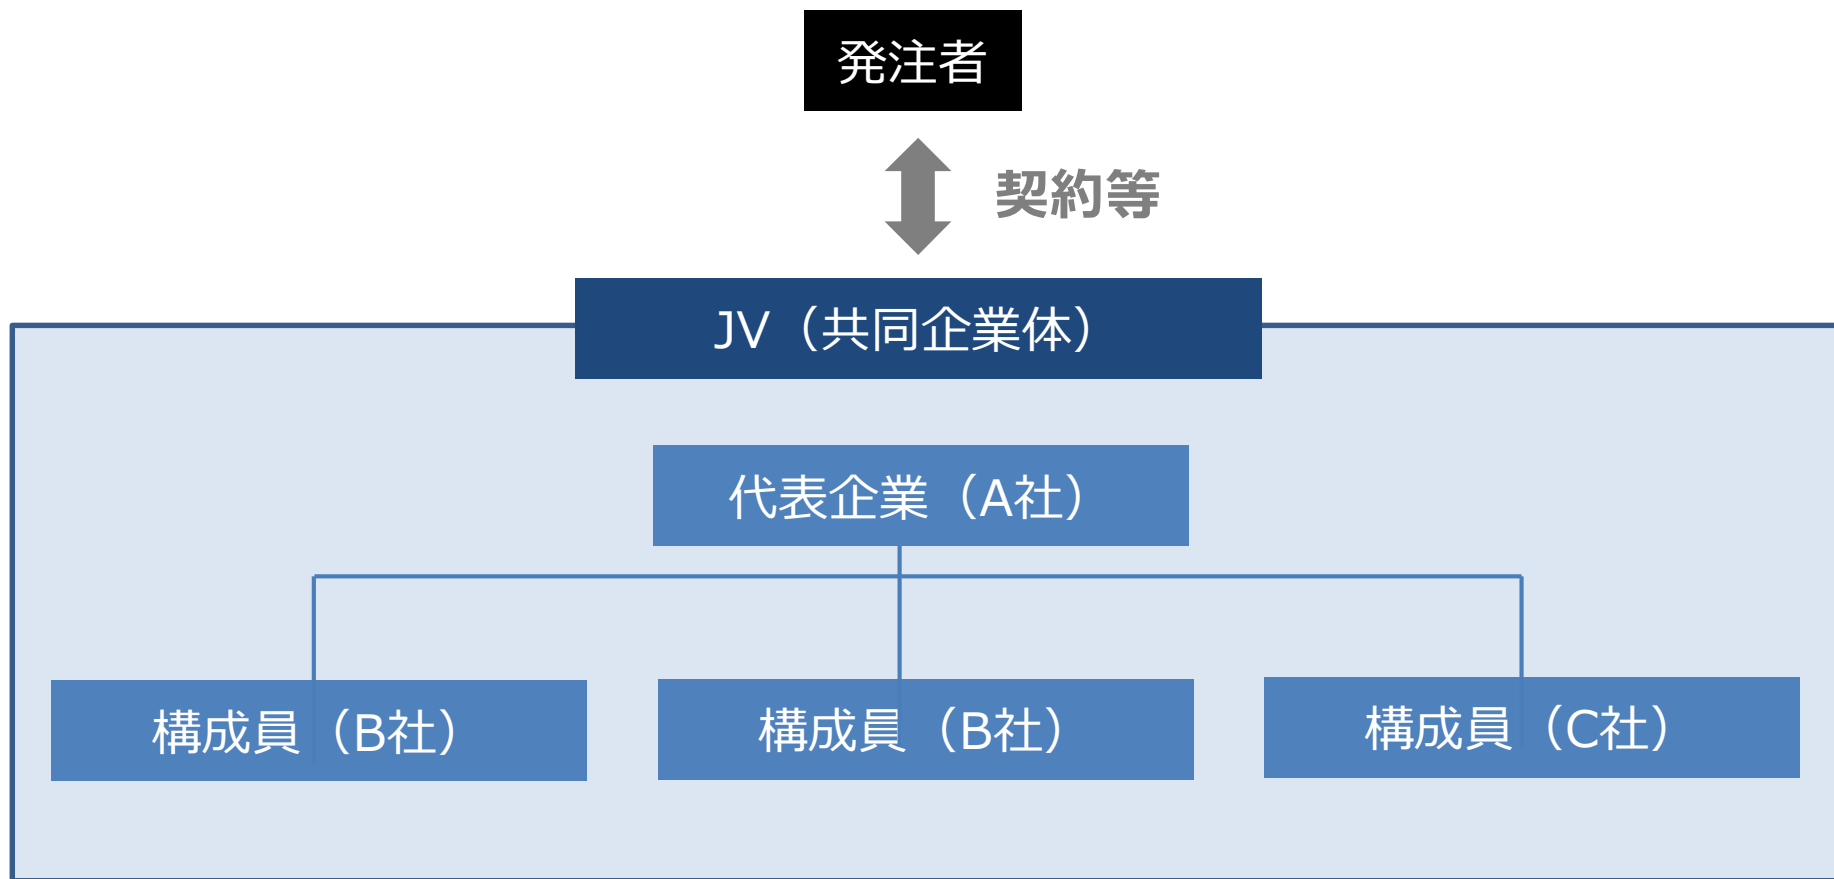 発注者
契約等
JV（共同企業体）
代表企業（A社）
構成員（B社）
構成員（B社）
構成員（C社）